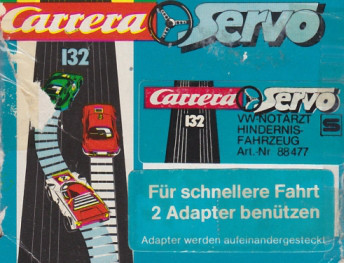 Carrera Servo
132
Carrera Servo
132
VW-NOTARZT
HINDERNIS-
FAHRZEUG
Art.-Nr. 88477
S
Für schnellere Fahrt
2 Adapter benützen
Adapter werden aufeinandergesteckt